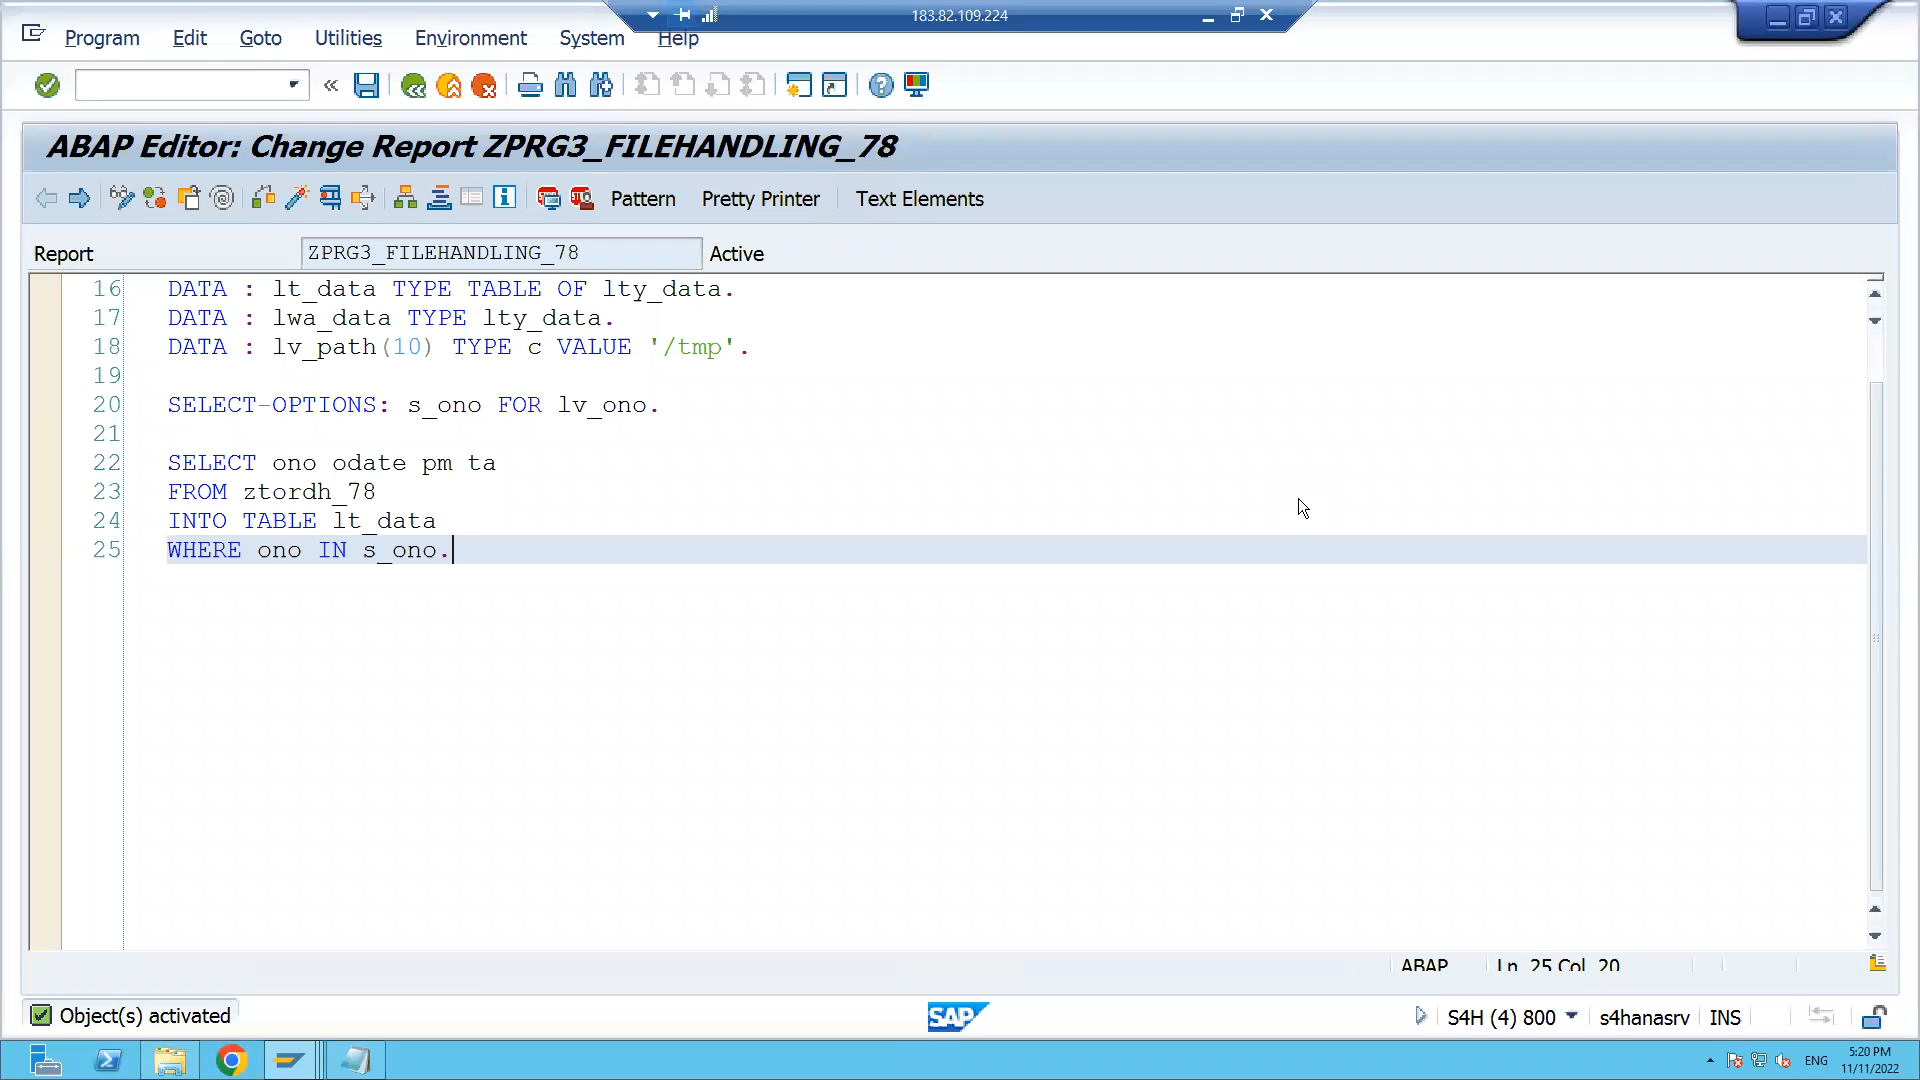 183.82.109.224
Program Edit Goto Utilities Environment System Help
ABAP Editor: Change Report ZPRG3_FILEHANDLING_78
Pattern Pretty Printer Text Elements
Report ZPRG3_FILEHANDLING_78 Active
16 DATA : lt_data TYPE TABLE OF lty_data.
17 DATA : lwa_data TYPE lty_data.
18 DATA : lv_path(10) TYPE c VALUE '/tmp'.
19
20 SELECT-OPTIONS: s_ono FOR lv_ono.
21
22 SELECT ono odate pm ta
23 FROM ztordh_78
24 INTO TABLE lt_data
25 WHERE ono IN s_ono.
ABAP Ln 25 Col 20
Object(s) activated SAP S4H (4) 800 s4hanasrv INS
ENG 5:20 PM
11/11/2022